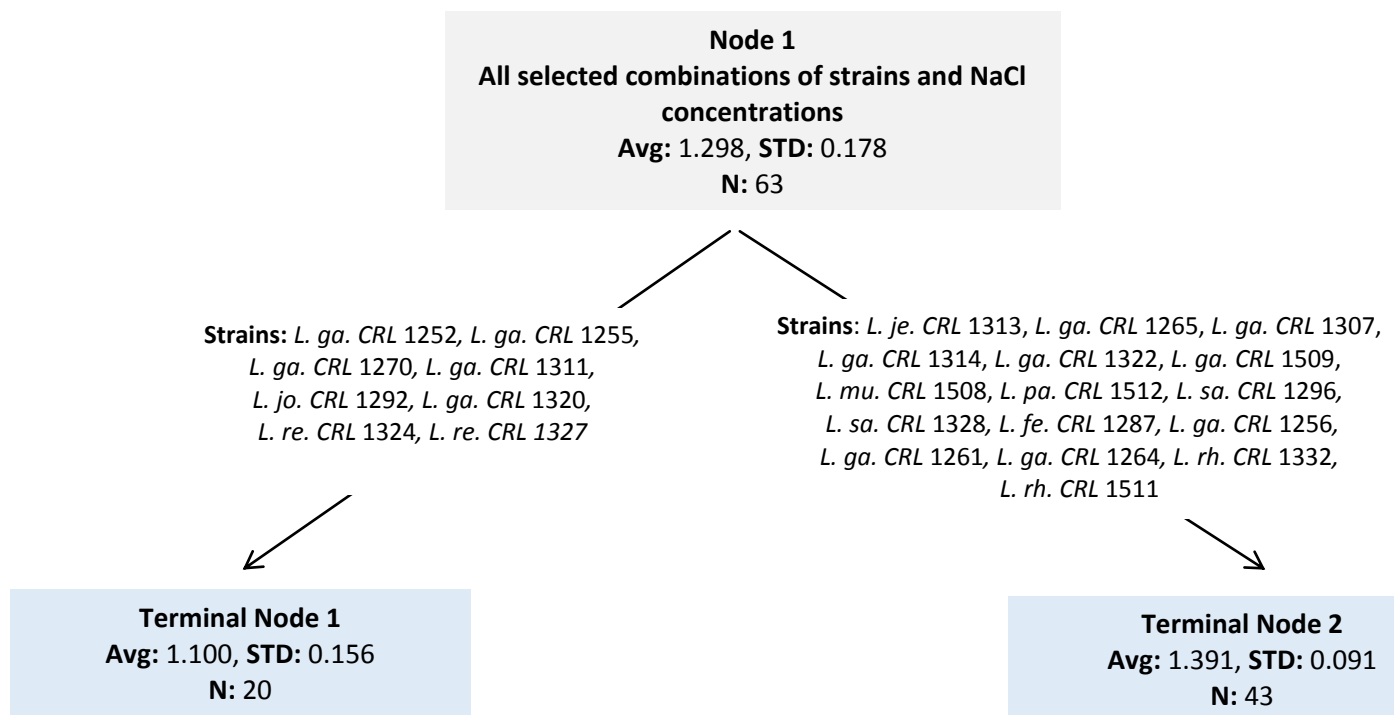 Node 1
All selected combinations of strains and NaCl
concentrations
Avg: 1.298, STD: 0.178
N: 63
Strains: L. ga. CRL 1252, L. ga. CRL 1255,
L. ga. CRL 1270, L. ga. CRL 1311,
L. jo. CRL 1292, L. ga. CRL 1320,
L. re. CRL 1324, L. re. CRL 1327
Strains: L. je. CRL 1313, L. ga. CRL 1265, L. ga. CRL 1307,
L. ga. CRL 1314, L. ga. CRL 1322, L. ga. CRL 1509,
L. mu. CRL 1508, L. pa. CRL 1512, L. sa. CRL 1296,
L. sa. CRL 1328, L. fe. CRL 1287, L. ga. CRL 1256,
L. ga. CRL 1261, L. ga. CRL 1264, L. rh. CRL 1332,
L. rh. CRL 1511
Terminal Node 1
Avg: 1.100, STD: 0.156
N: 20
Terminal Node 2
Avg: 1.391, STD: 0.091
N: 43